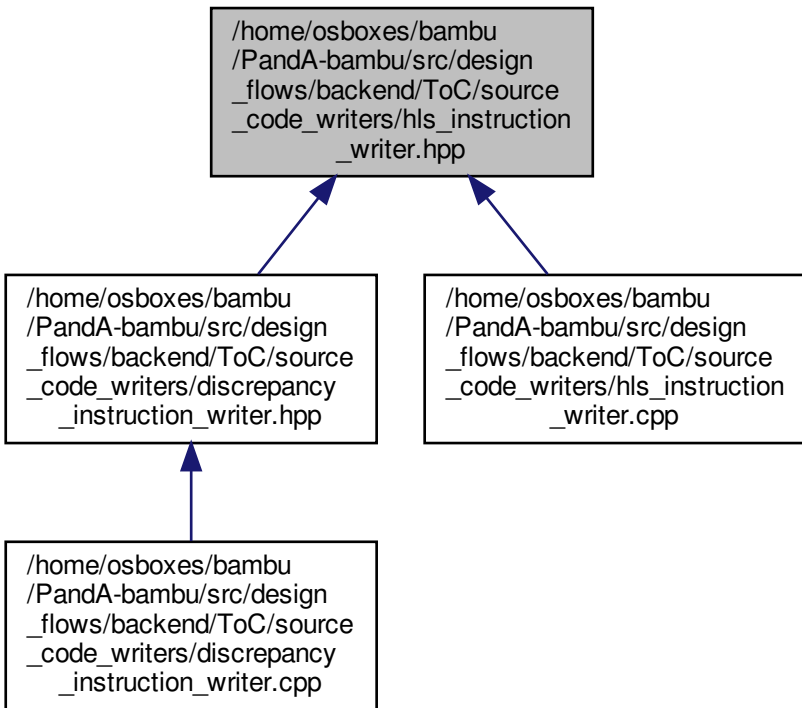 /home/osboxes/bambu
/PandA-bambu/src/design
_flows/backend/ToC/source
_code_writers/hls_instruction
_writer.hpp
/home/osboxes/bambu
/PandA-bambu/src/design
_flows/backend/ToC/source
_code_writers/discrepancy
_instruction_writer.hpp
/home/osboxes/bambu
/PandA-bambu/src/design
_flows/backend/ToC/source
_code_writers/hls_instruction
_writer.cpp
/home/osboxes/bambu
/PandA-bambu/src/design
_flows/backend/ToC/source
_code_writers/discrepancy
_instruction_writer.cpp